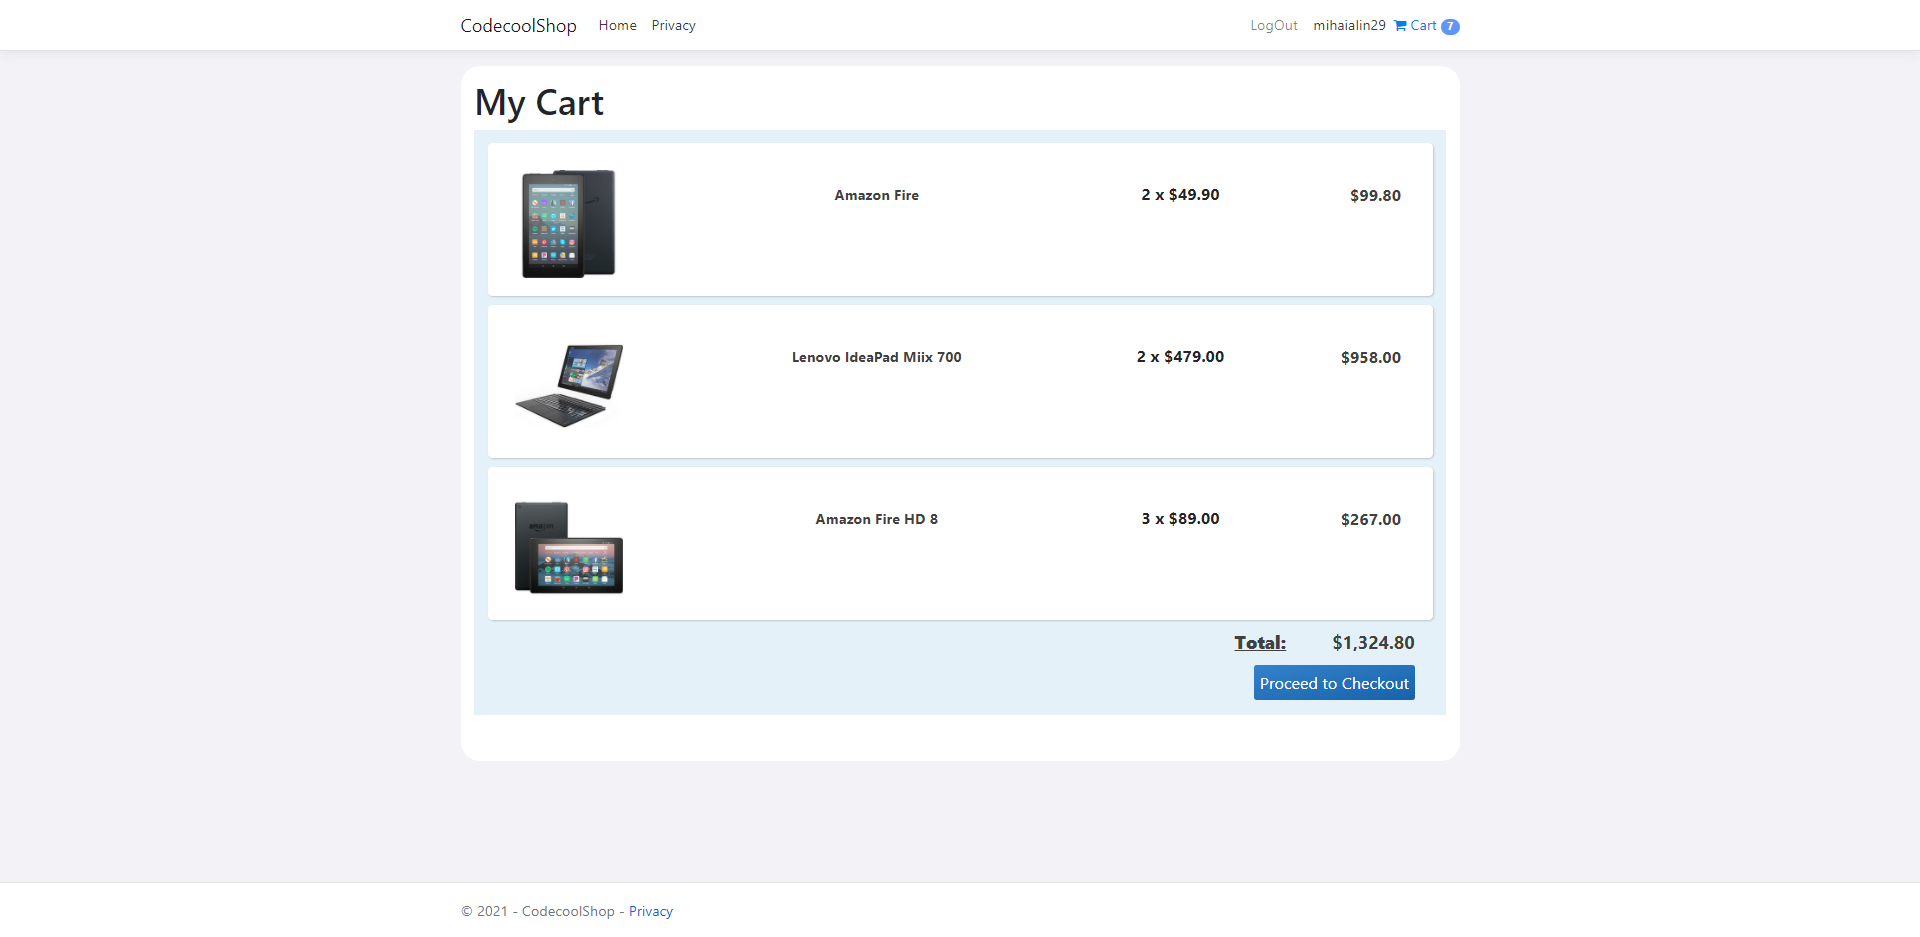 CodecoolShop Home Privacy LogOut mihaialin29 Cart 7
My Cart
Amazon Fire 2 x $49.90 $99.80
Lenovo IdeaPad Miix 700 2 x $479.00 $958.00
Amazon Fire HD 8 3 x $89.00 $267.00
Total: $1,324.80
Proceed to Checkout
© 2021 - CodecoolShop - Privacy